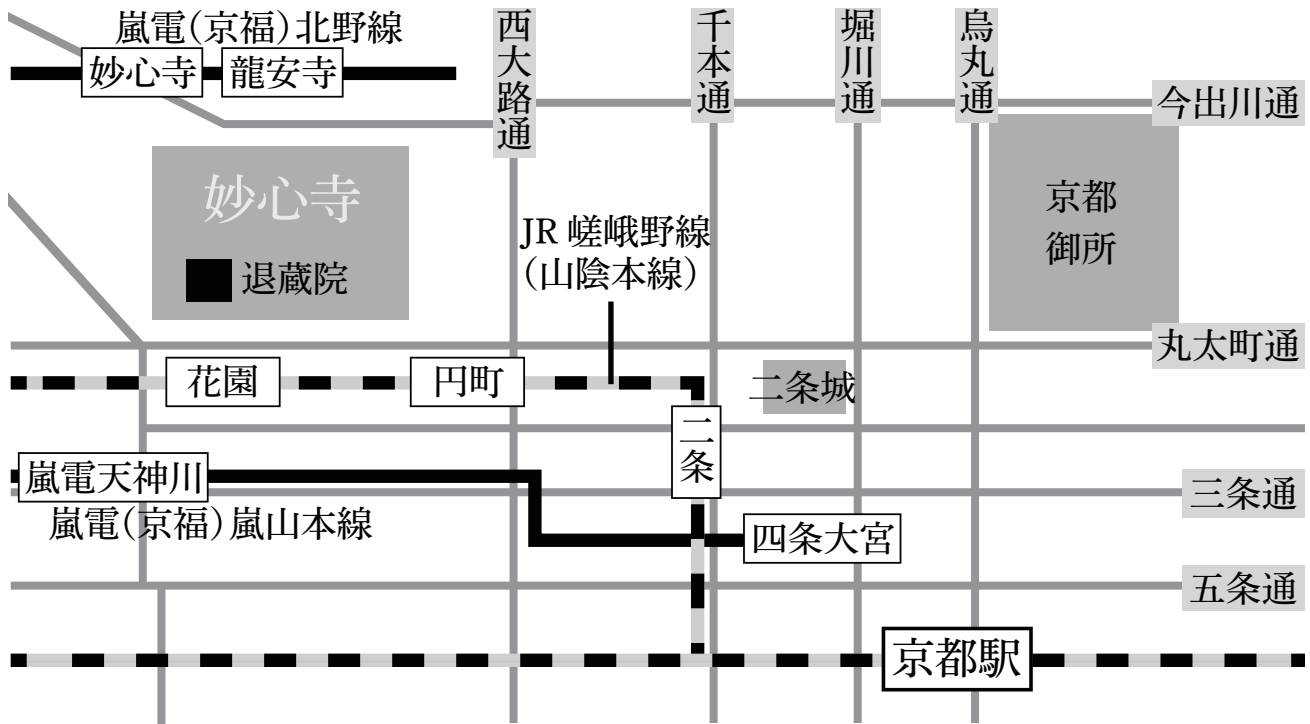 嵐電(京福)北野線
妙心寺
龍安寺
西大路通
千本通
堀川通
烏丸通
今出川通
妙心寺
退蔵院
JR 嵯峨野線
(山陰本線)
京都
御所
丸太町通
花園
円町
二条城
二条
嵐電天神川
嵐電(京福)嵐山本線
三条通
四条大宮
五条通
京都駅